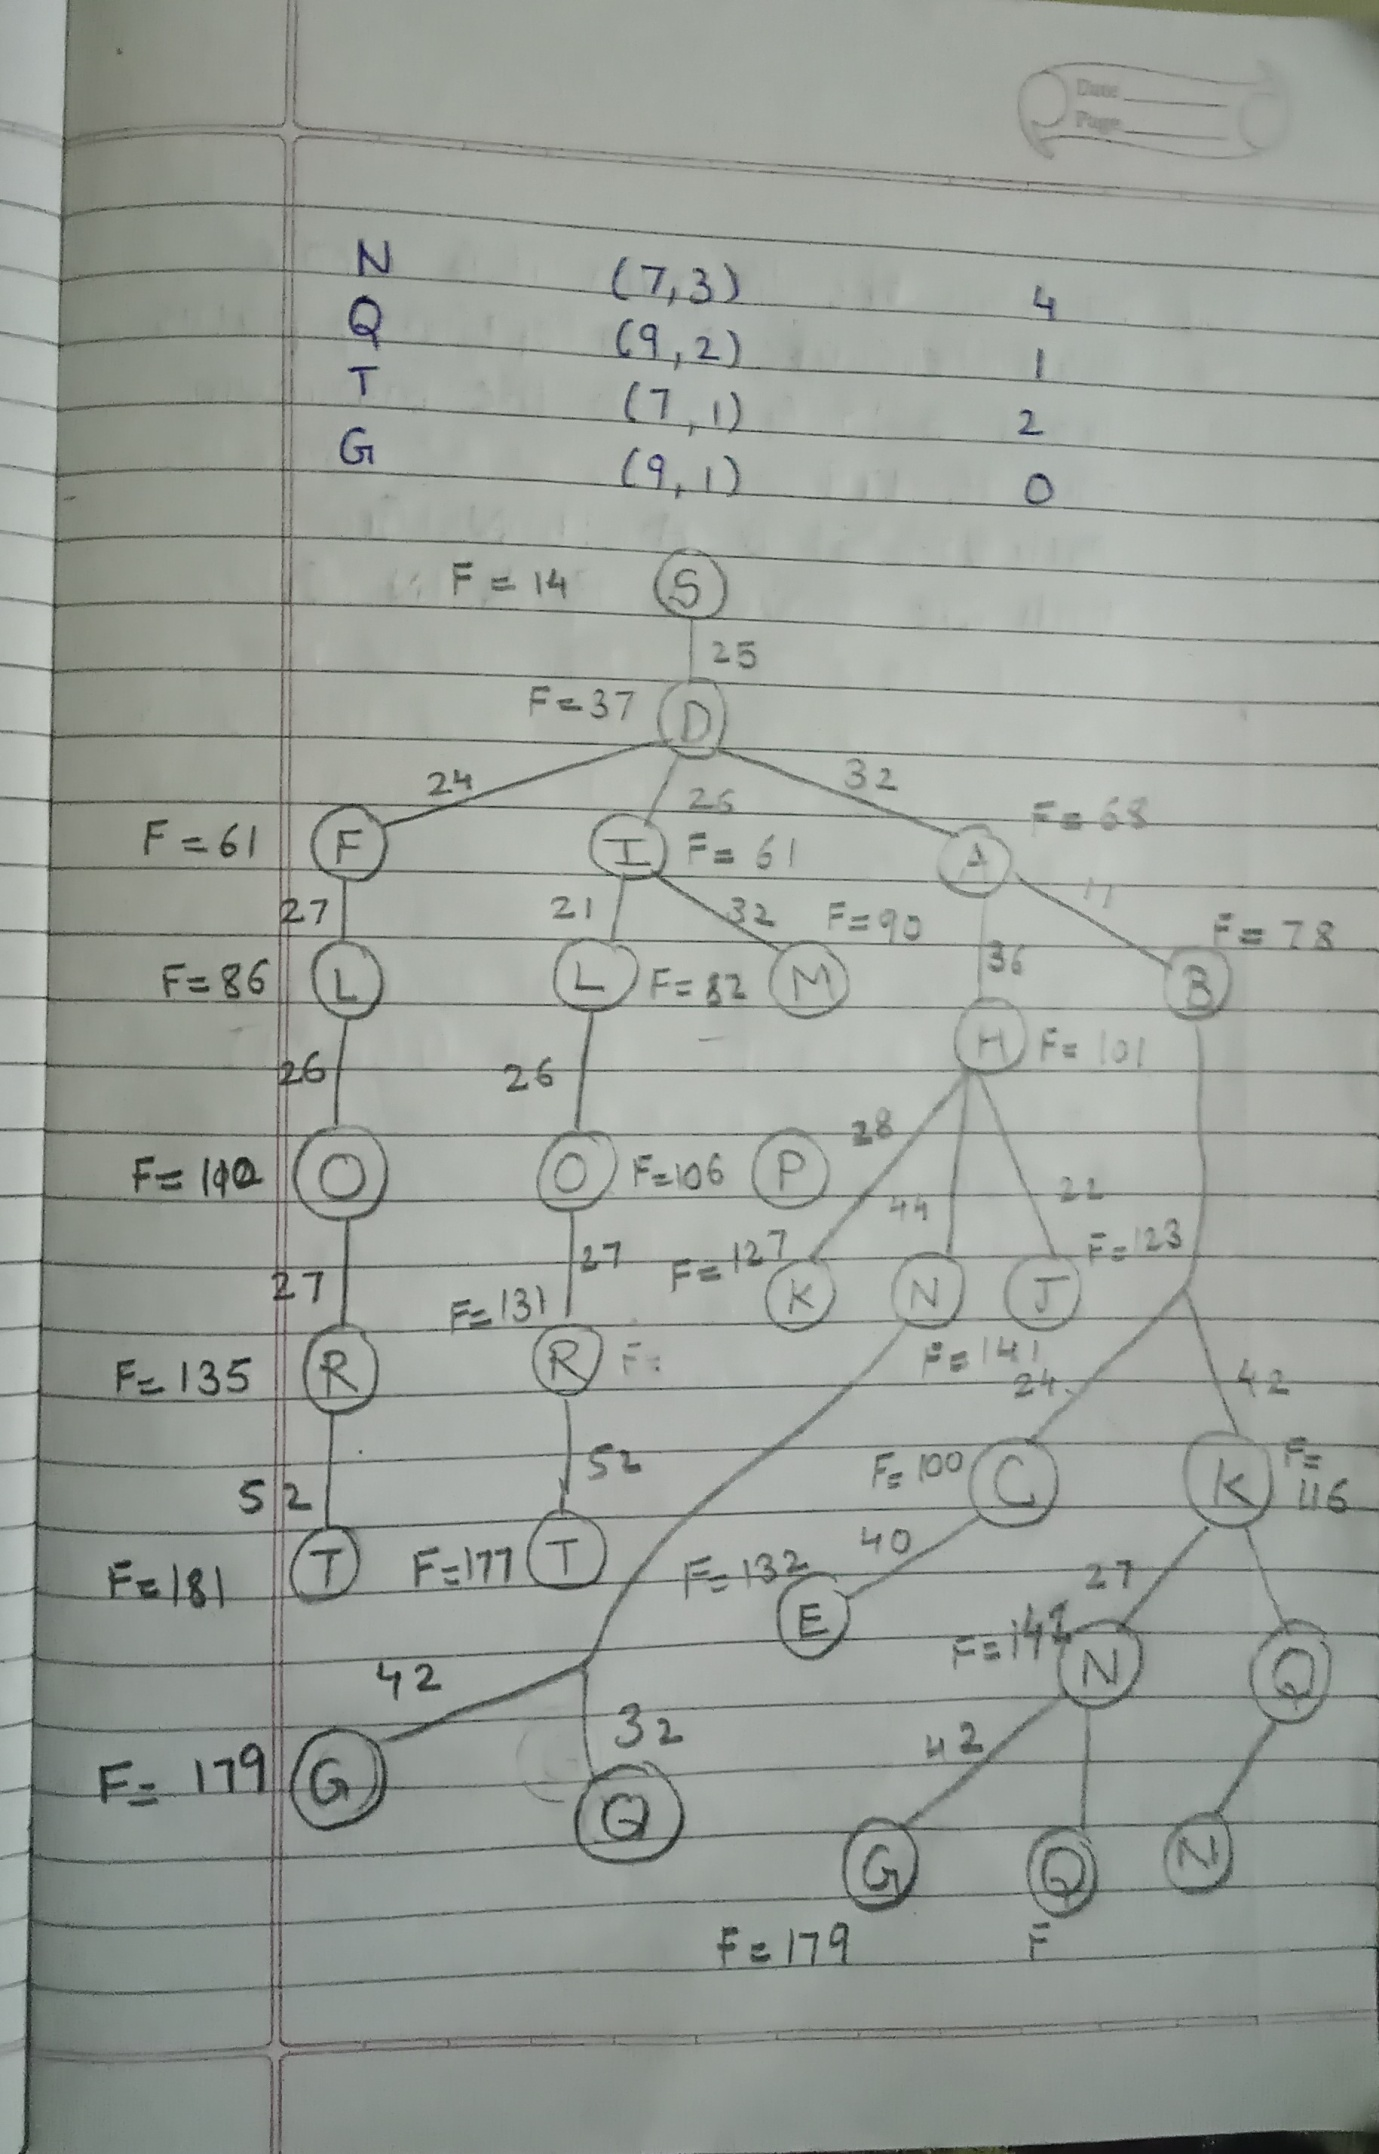 Date
Page
N (7,3) 4
Q (9,2) 1
T (7,1) 2
G (9,1) 0
F = 14 S
25
F=37 D
24 26 32
F=61 F I F= 61 A F= 68
27 21 32 F=90 36 11 F= 78
F=86 L L F=82 M B
H F= 101
26 26 28
F= O O F=106 P 44 22
27 27 F=127 K N J F=123
F=131
F= 135 R R F= F=141
24 42
52 52 F=100 C K F= 116
F=181 T F=177 T 40 27
F=132 E F= N Q
42 32 42
F= 179 G Q
G Q N
F=179 F